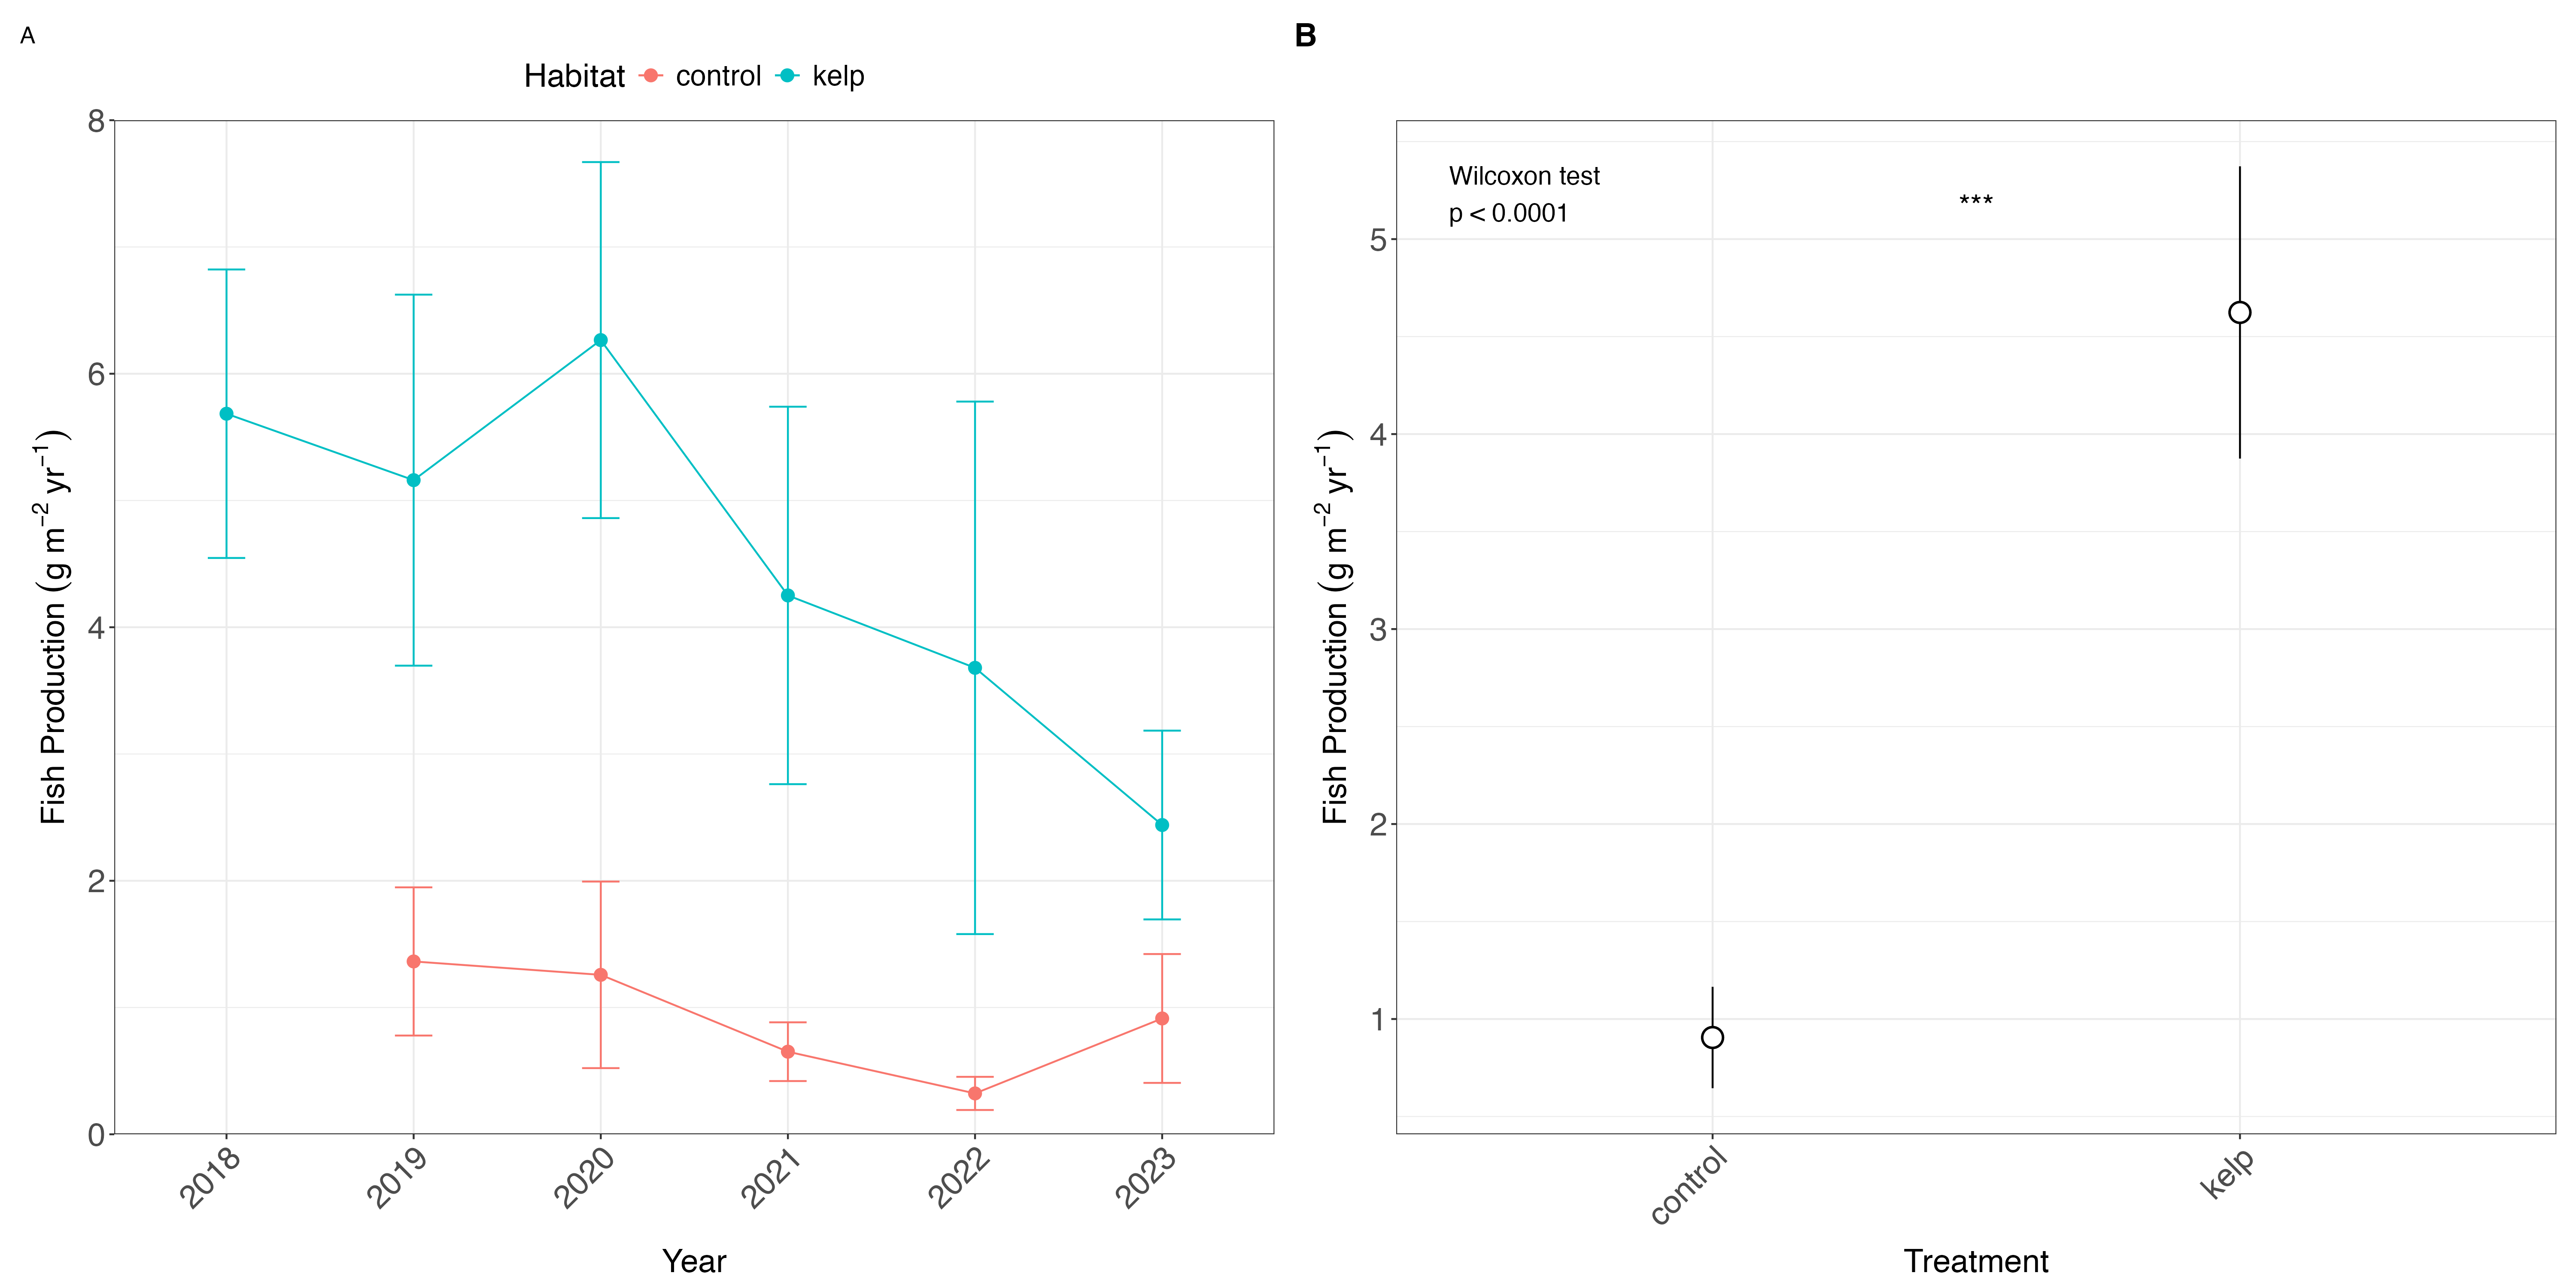 A
Habitat control kelp
Fish Production (g m⁻² yr⁻¹)
8
6
4
2
0
2018
2019
2020
2021
2022
2023
Year
B
Wilcoxon test
p < 0.0001
***
Fish Production (g m⁻² yr⁻¹)
5
4
3
2
1
control
kelp
Treatment